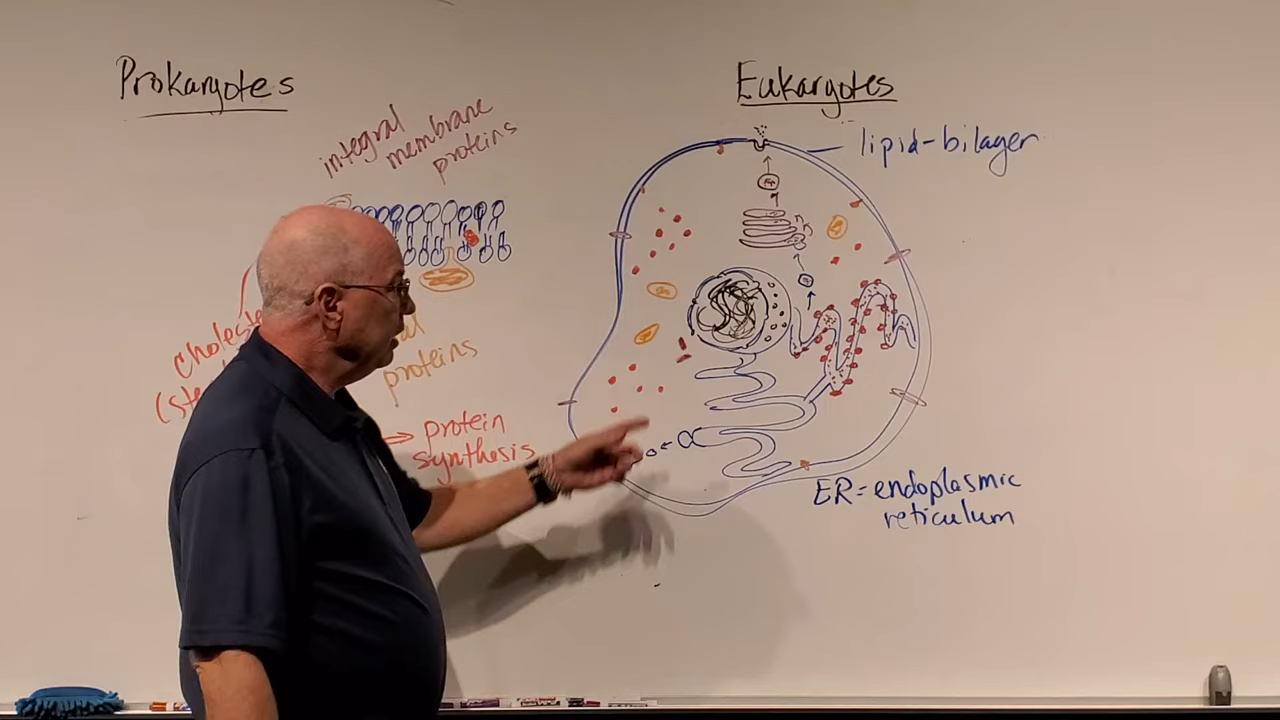 Prokaryotes
Eukaryotes
integral
membrane
proteins
lipid-bilayer
proteins
protein
synthesis
ER = endoplasmic
reticulum